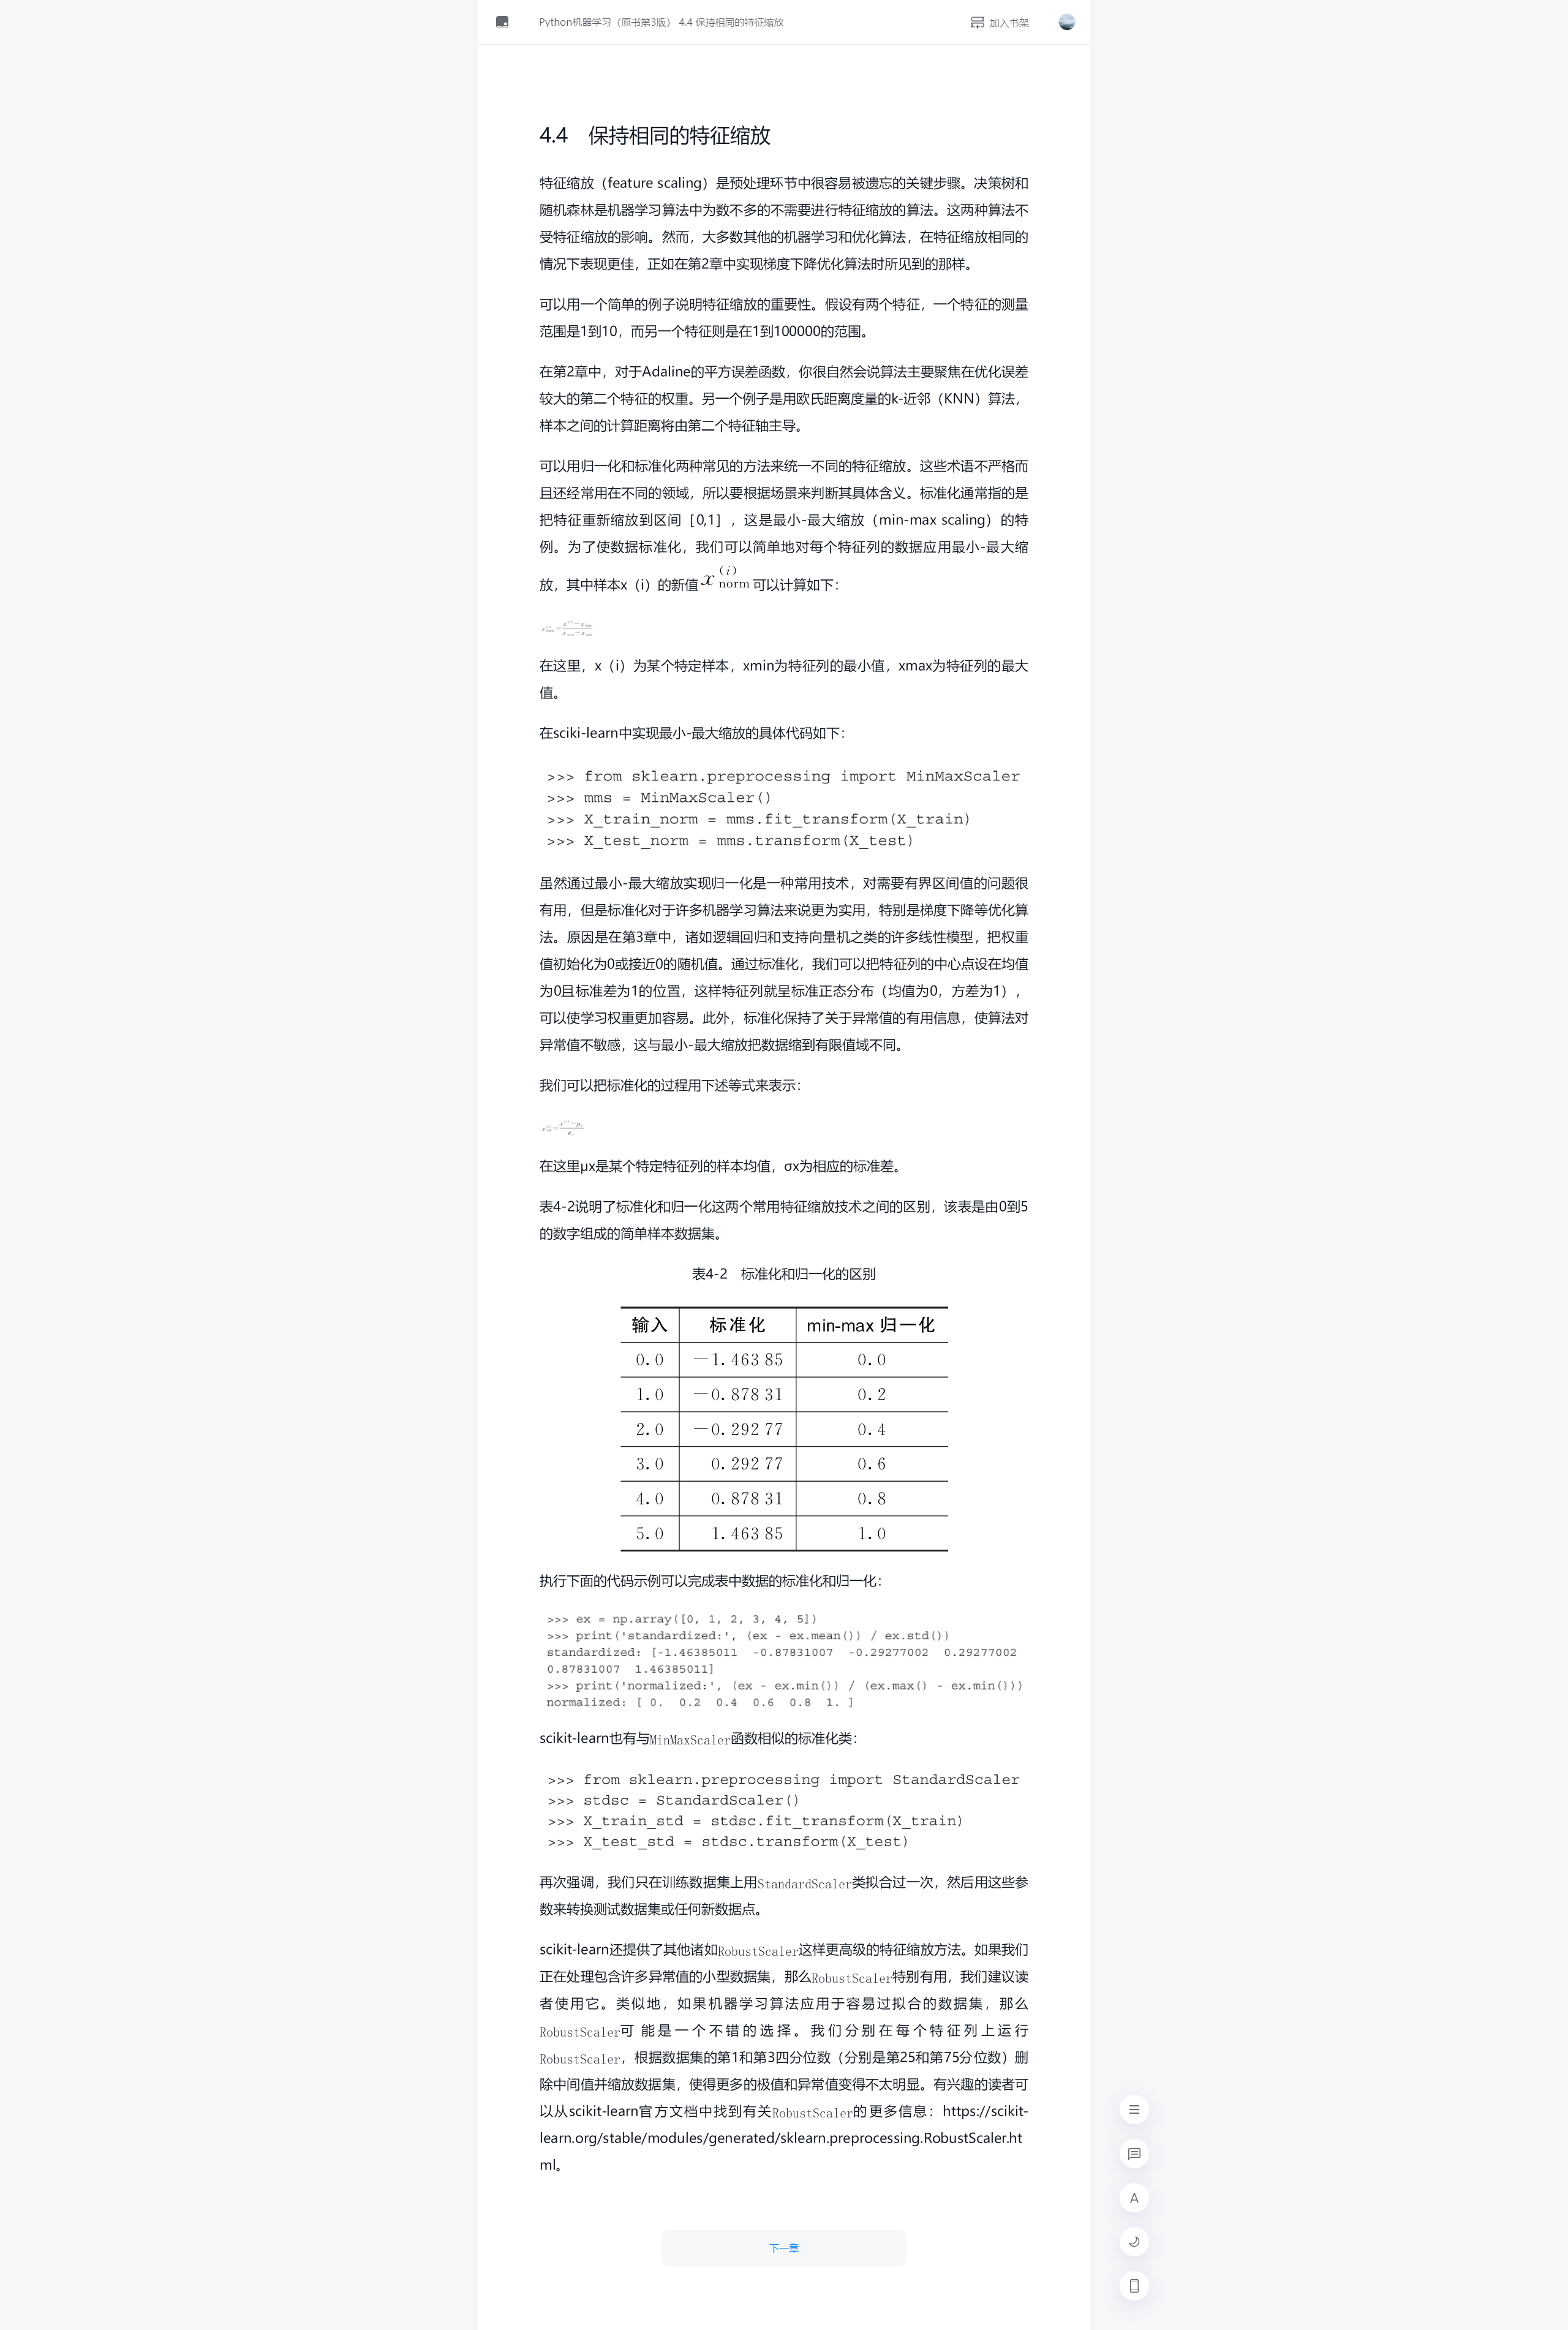 Python机器学习（原书第3版） 4.4 保持相同的特征缩放
加入书架
4.4 保持相同的特征缩放
特征缩放（feature scaling）是预处理环节中很容易被遗忘的关键步骤。决策树和
随机森林是机器学习算法中为数不多的不需要进行特征缩放的算法。这两种算法不
受特征缩放的影响。然而，大多数其他的机器学习和优化算法，在特征缩放相同的
情况下表现更佳，正如在第2章中实现梯度下降优化算法时所见到的那样。
可以用一个简单的例子说明特征缩放的重要性。假设有两个特征，一个特征的测量
范围是1到10，而另一个特征则是在1到100000的范围。
在第2章中，对于Adaline的平方误差函数，你很自然会说算法主要聚焦在优化误差
较大的第二个特征的权重。另一个例子是用欧氏距离度量的k-近邻（KNN）算法，
样本之间的计算距离将由第二个特征轴主导。
可以用归一化和标准化两种常见的方法来统一不同的特征缩放。这些术语不严格而
且还经常用在不同的领域，所以要根据场景来判断其具体含义。标准化通常指的是
把特征重新缩放到区间［0,1］，这是最小-最大缩放（min-max scaling）的特
例。为了使数据标准化，我们可以简单地对每个特征列的数据应用最小-最大缩
放，其中样本x（i）的新值 x (i) norm 可以计算如下：
x(i) norm = x(i) − x min / x max − x min
在这里，x（i）为某个特定样本，xmin为特征列的最小值，xmax为特征列的最大
值。
在sciki-learn中实现最小-最大缩放的具体代码如下：
>>> from sklearn.preprocessing import MinMaxScaler
>>> mms = MinMaxScaler()
>>> X_train_norm = mms.fit_transform(X_train)
>>> X_test_norm = mms.transform(X_test)
虽然通过最小-最大缩放实现归一化是一种常用技术，对需要有界区间值的问题很
有用，但是标准化对于许多机器学习算法来说更为实用，特别是梯度下降等优化算
法。原因是在第3章中，诸如逻辑回归和支持向量机之类的许多线性模型，把权重
值初始化为0或接近0的随机值。通过标准化，我们可以把特征列的中心点设在均值
为0且标准差为1的位置，这样特征列就呈标准正态分布（均值为0，方差为1），
可以使学习权重更加容易。此外，标准化保持了关于异常值的有用信息，使算法对
异常值不敏感，这与最小-最大缩放把数据缩到有限值域不同。
我们可以把标准化的过程用下述等式来表示：
x(i) std = x(i) − μx / σx
在这里μx是某个特定特征列的样本均值，σx为相应的标准差。
表4-2说明了标准化和归一化这两个常用特征缩放技术之间的区别，该表是由0到5
的数字组成的简单样本数据集。
表4-2 标准化和归一化的区别
输入 标准化 min-max 归一化
0.0 −1.463 85 0.0
1.0 −0.878 31 0.2
2.0 −0.292 77 0.4
3.0 0.292 77 0.6
4.0 0.878 31 0.8
5.0 1.463 85 1.0
执行下面的代码示例可以完成表中数据的标准化和归一化：
>>> ex = np.array([0, 1, 2, 3, 4, 5])
>>> print('standardized:', (ex - ex.mean()) / ex.std())
standardized: [-1.46385011 -0.87831007 -0.29277002 0.29277002
0.87831007 1.46385011]
>>> print('normalized:', (ex - ex.min()) / (ex.max() - ex.min()))
normalized: [ 0. 0.2 0.4 0.6 0.8 1. ]
scikit-learn也有与MinMaxScaler函数相似的标准化类：
>>> from sklearn.preprocessing import StandardScaler
>>> stdsc = StandardScaler()
>>> X_train_std = stdsc.fit_transform(X_train)
>>> X_test_std = stdsc.transform(X_test)
再次强调，我们只在训练数据集上用StandardScaler类拟合过一次，然后用这些参
数来转换测试数据集或任何新数据点。
scikit-learn还提供了其他诸如RobustScaler这样更高级的特征缩放方法。如果我们
正在处理包含许多异常值的小型数据集，那么RobustScaler特别有用，我们建议读
者使用它。类似地，如果机器学习算法应用于容易过拟合的数据集，那么
RobustScaler可能是一个不错的选择。我们分别在每个特征列上运行
RobustScaler，根据数据集的第1和第3四分位数（分别是第25和第75分位数）删
除中间值并缩放数据集，使得更多的极值和异常值变得不太明显。有兴趣的读者可
以从scikit-learn官方文档中找到有关RobustScaler的更多信息：https://scikit-
learn.org/stable/modules/generated/sklearn.preprocessing.RobustScaler.ht
ml。
下一章
A